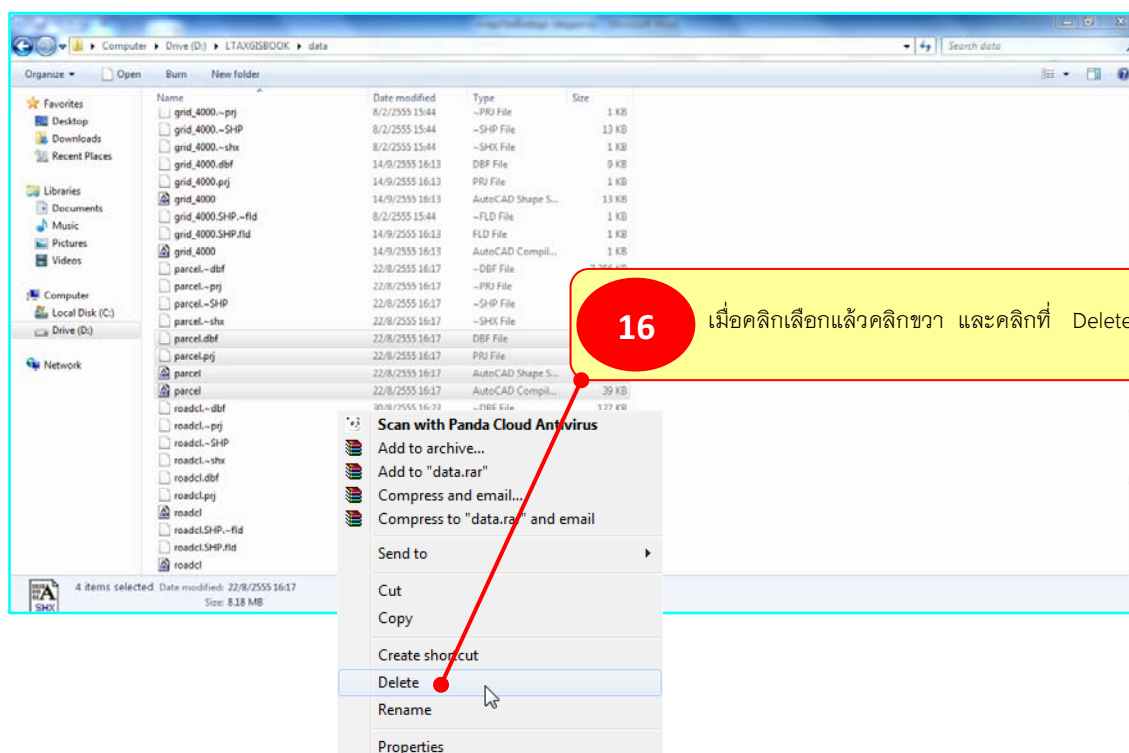 Computer ▸ Drive (D:) ▸ LTAXGISBOOK ▸ data
Search data
Organize Open Burn New folder
Name Date modified Type Size
grid_4000.~prj 8/2/2555 15:44 ~PRJ File 1 KB
grid_4000.~SHP 8/2/2555 15:44 ~SHP File 13 KB
grid_4000.~shx 8/2/2555 15:44 ~SHX File 1 KB
grid_4000.dbf 14/9/2555 16:13 DBF File 9 KB
grid_4000.prj 14/9/2555 16:13 PRJ File 1 KB
grid_4000 14/9/2555 16:13 AutoCAD Shape S... 13 KB
grid_4000.SHP.~fld 8/2/2555 15:44 ~FLD File 1 KB
grid_4000.SHP.fld 14/9/2555 16:13 FLD File 1 KB
grid_4000 14/9/2555 16:13 AutoCAD Compil... 1 KB
parcel.~dbf 22/8/2555 16:17 ~DBF File
parcel.~prj 22/8/2555 16:17 ~PRJ File
parcel.~SHP 22/8/2555 16:17 ~SHP File
parcel.~shx 22/8/2555 16:17 ~SHX File
parcel.dbf 22/8/2555 16:17 DBF File
parcel.prj 22/8/2555 16:17 PRJ File
parcel 22/8/2555 16:17 AutoCAD Shape S...
parcel 22/8/2555 16:17 AutoCAD Compil... 39 KB
roadcl.~dbf 30/8/2555 16:23 ~DBF File 127 KB
roadcl.~prj
roadcl.~SHP
roadcl.~shx
roadcl.dbf
roadcl.prj
roadcl
roadcl.SHP.~fld
roadcl.SHP.fld
roadcl
Favorites
Desktop
Downloads
Recent Places
Libraries
Documents
Music
Pictures
Videos
Computer
Local Disk (C:)
Drive (D:)
Network
16 เมื่อคลิกเลือกแล้วคลิกขวา และคลิกที่ Delete
Scan with Panda Cloud Antivirus
Add to archive...
Add to "data.rar"
Compress and email...
Compress to "data.rar" and email
Send to
Cut
Copy
Create shortcut
Delete
Rename
Properties
4 items selected Date modified: 22/8/2555 16:17
Size: 8.18 MB
SHX